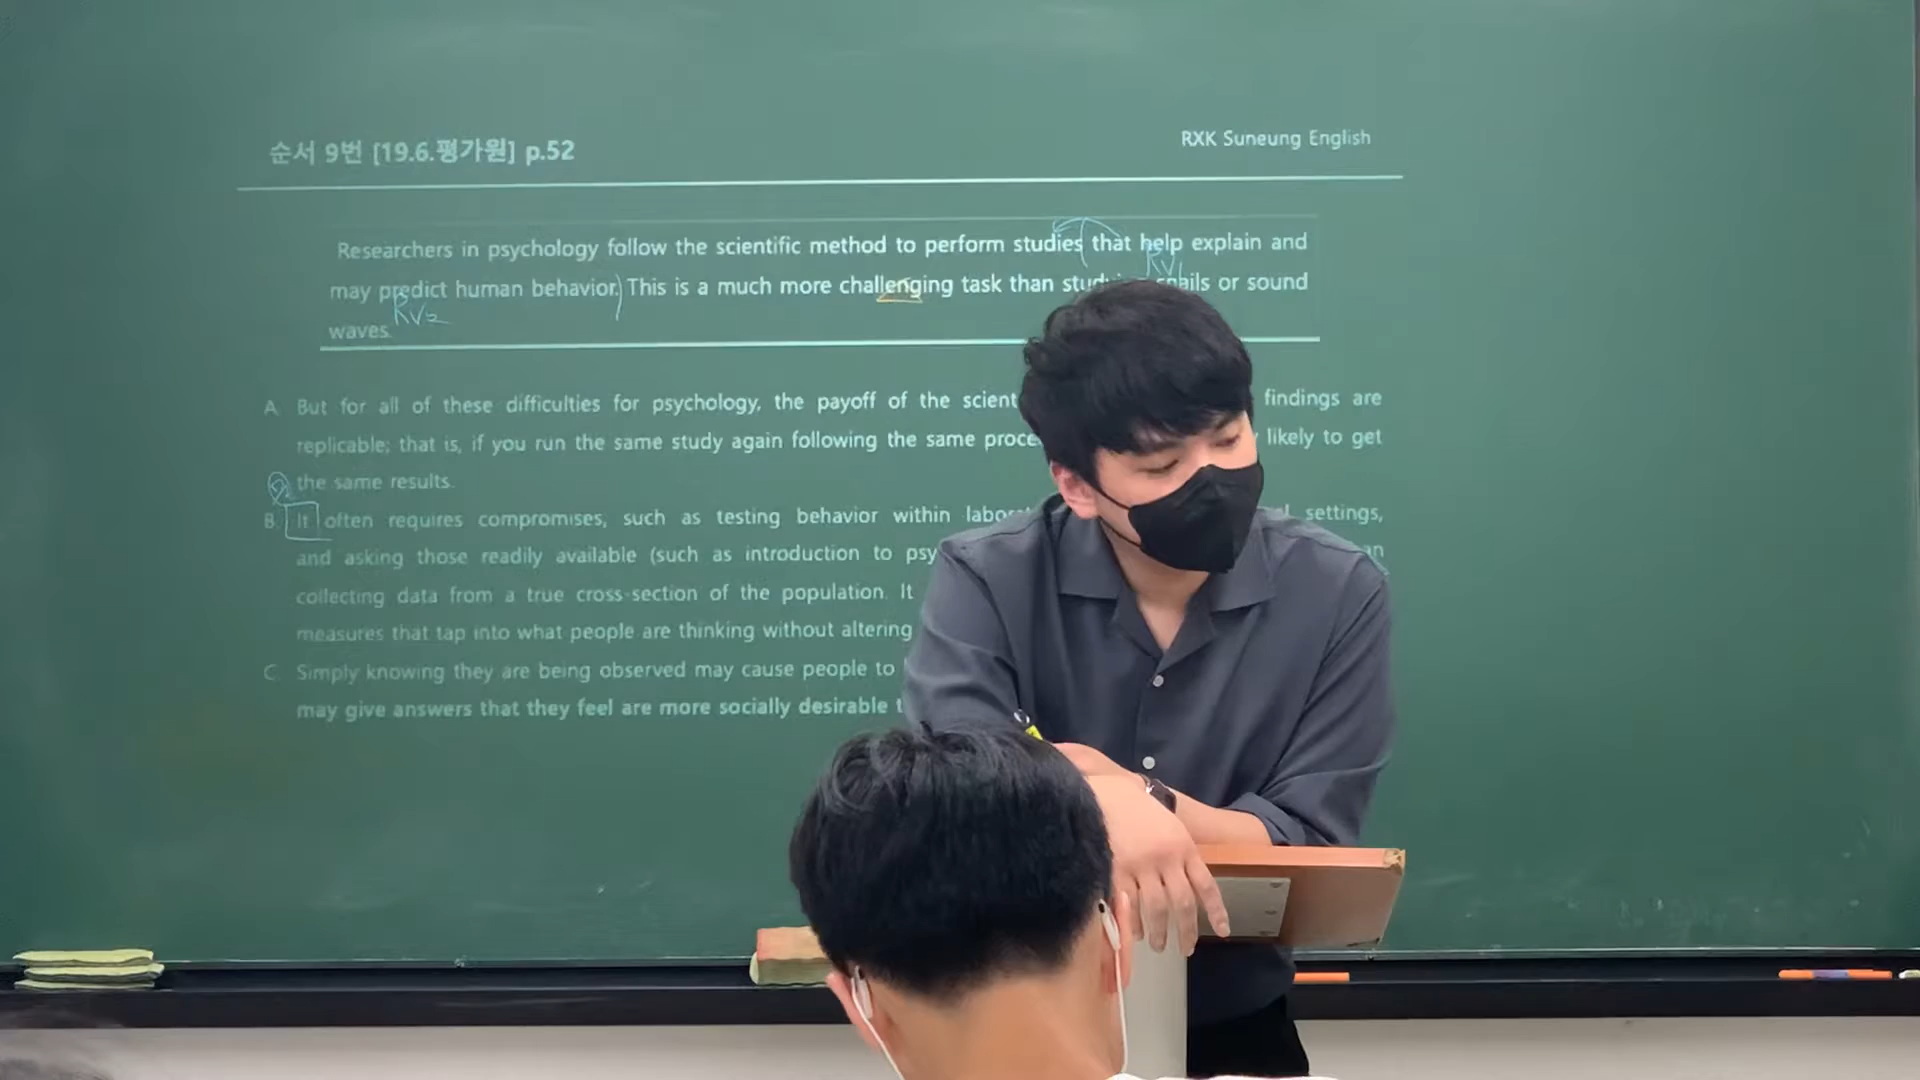 순서 9번 [19.6.평가원] p.52
RXK Suneung English
Researchers in psychology follow the scientific method to perform studies that help explain and
RV1
may predict human behavior. This is a much more challenging task than snails or sound
RV2
waves.
A. But for all of these difficulties for psychology, the payoff of the findings are
replicable; that is, if you run the same study again following the same likely to get
the same results.
B. It often requires compromises, such as testing behavior within settings,
and asking those readily available (such as introduction to
collecting data from a true cross-section of the population. It
measures that tap into what people are thinking without altering
C. Simply knowing they are being observed may cause people to
may give answers that they feel are more socially desirable